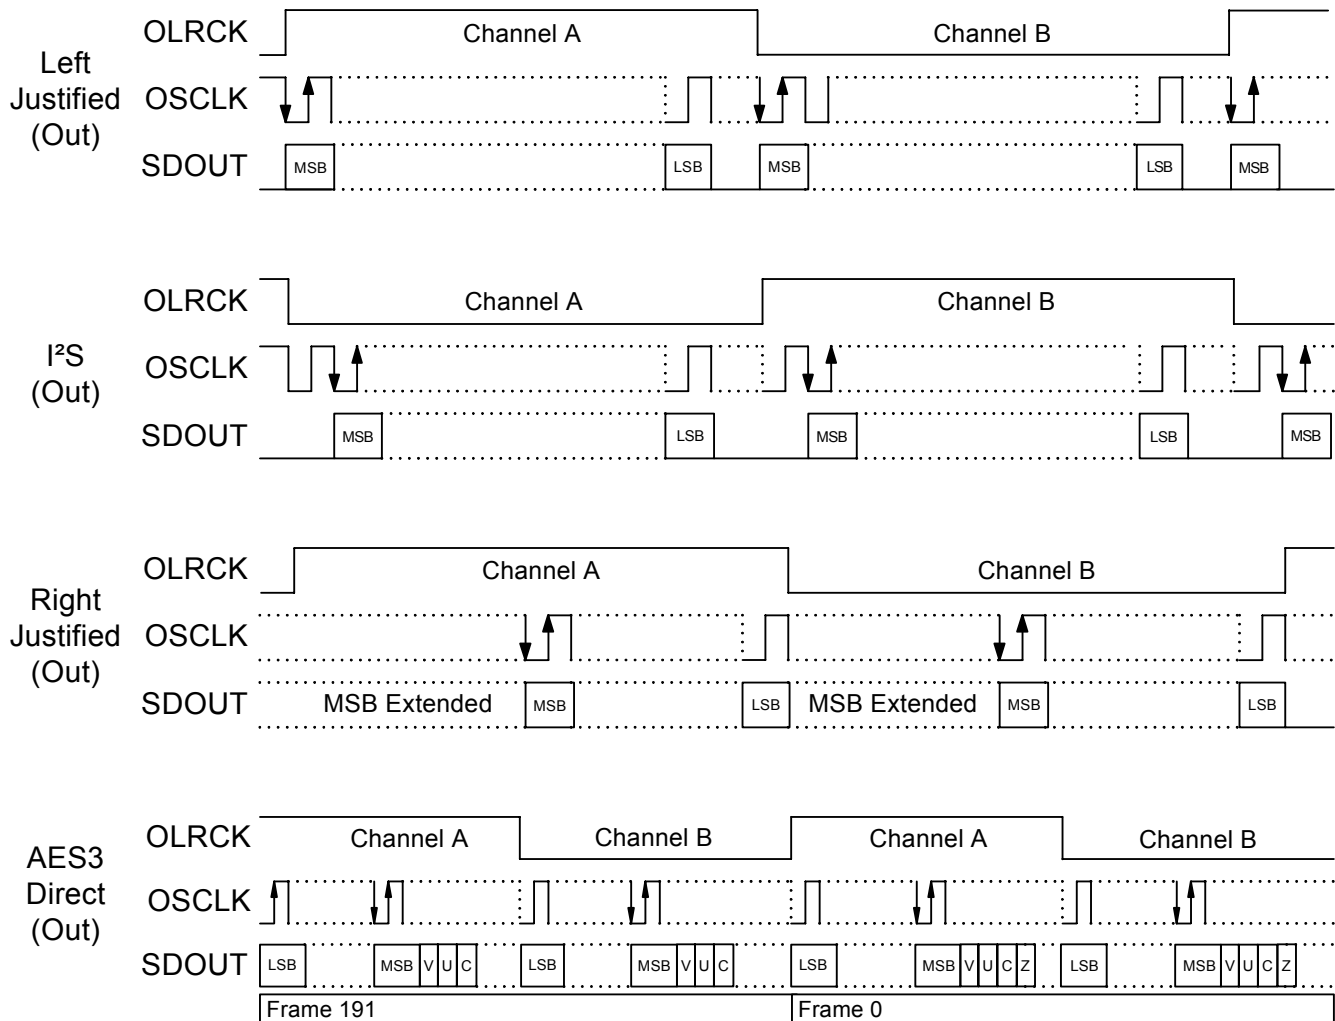 Left
Justified
(Out)
OLRCK Channel A Channel B
OSCLK
SDOUT MSB LSB MSB LSB MSB
I²S
(Out)
OLRCK Channel A Channel B
OSCLK
SDOUT MSB LSB MSB LSB MSB
Right
Justified
(Out)
OLRCK Channel A Channel B
OSCLK
SDOUT MSB Extended MSB LSB MSB Extended MSB LSB
AES3
Direct
(Out)
OLRCK Channel A Channel B Channel A Channel B
OSCLK
SDOUT LSB MSB V U C LSB MSB V U C LSB MSB V U C Z LSB MSB V U C Z
Frame 191 Frame 0